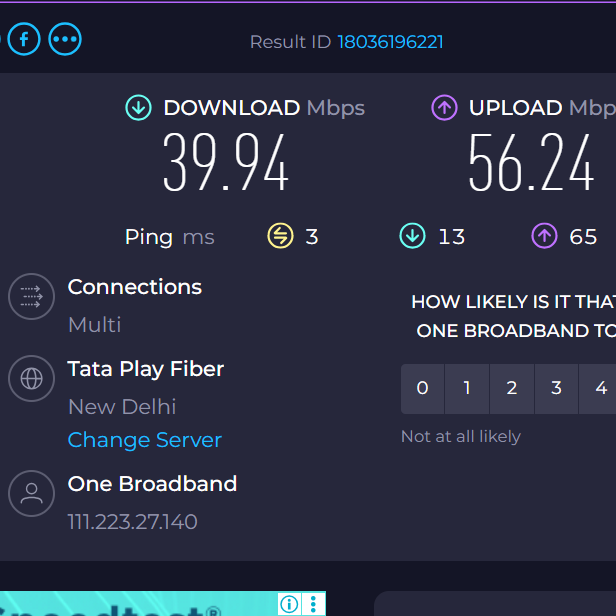 Result ID 18036196221
DOWNLOAD Mbps
UPLOAD Mbp
39.94
56.24
Ping ms 3 13 65
Connections
Multi
HOW LIKELY IS IT THAT
ONE BROADBAND TO
Tata Play Fiber
New Delhi
Change Server
0 1 2 3 4
Not at all likely
One Broadband
111.223.27.140
Speedtest®